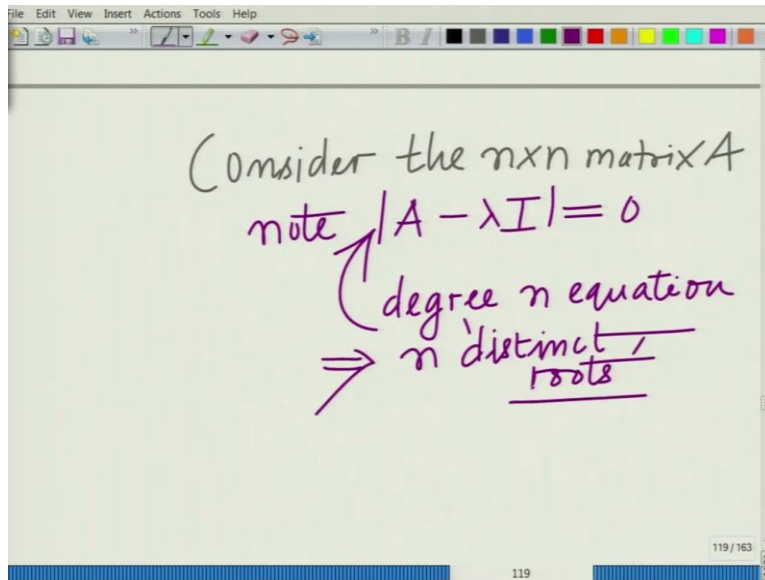 File Edit View Insert Actions Tools Help
B I
Consider the n×n matrix A
note |A − λI| = 0
degree n equation
⇒ n distinct,
roots
119/163
119